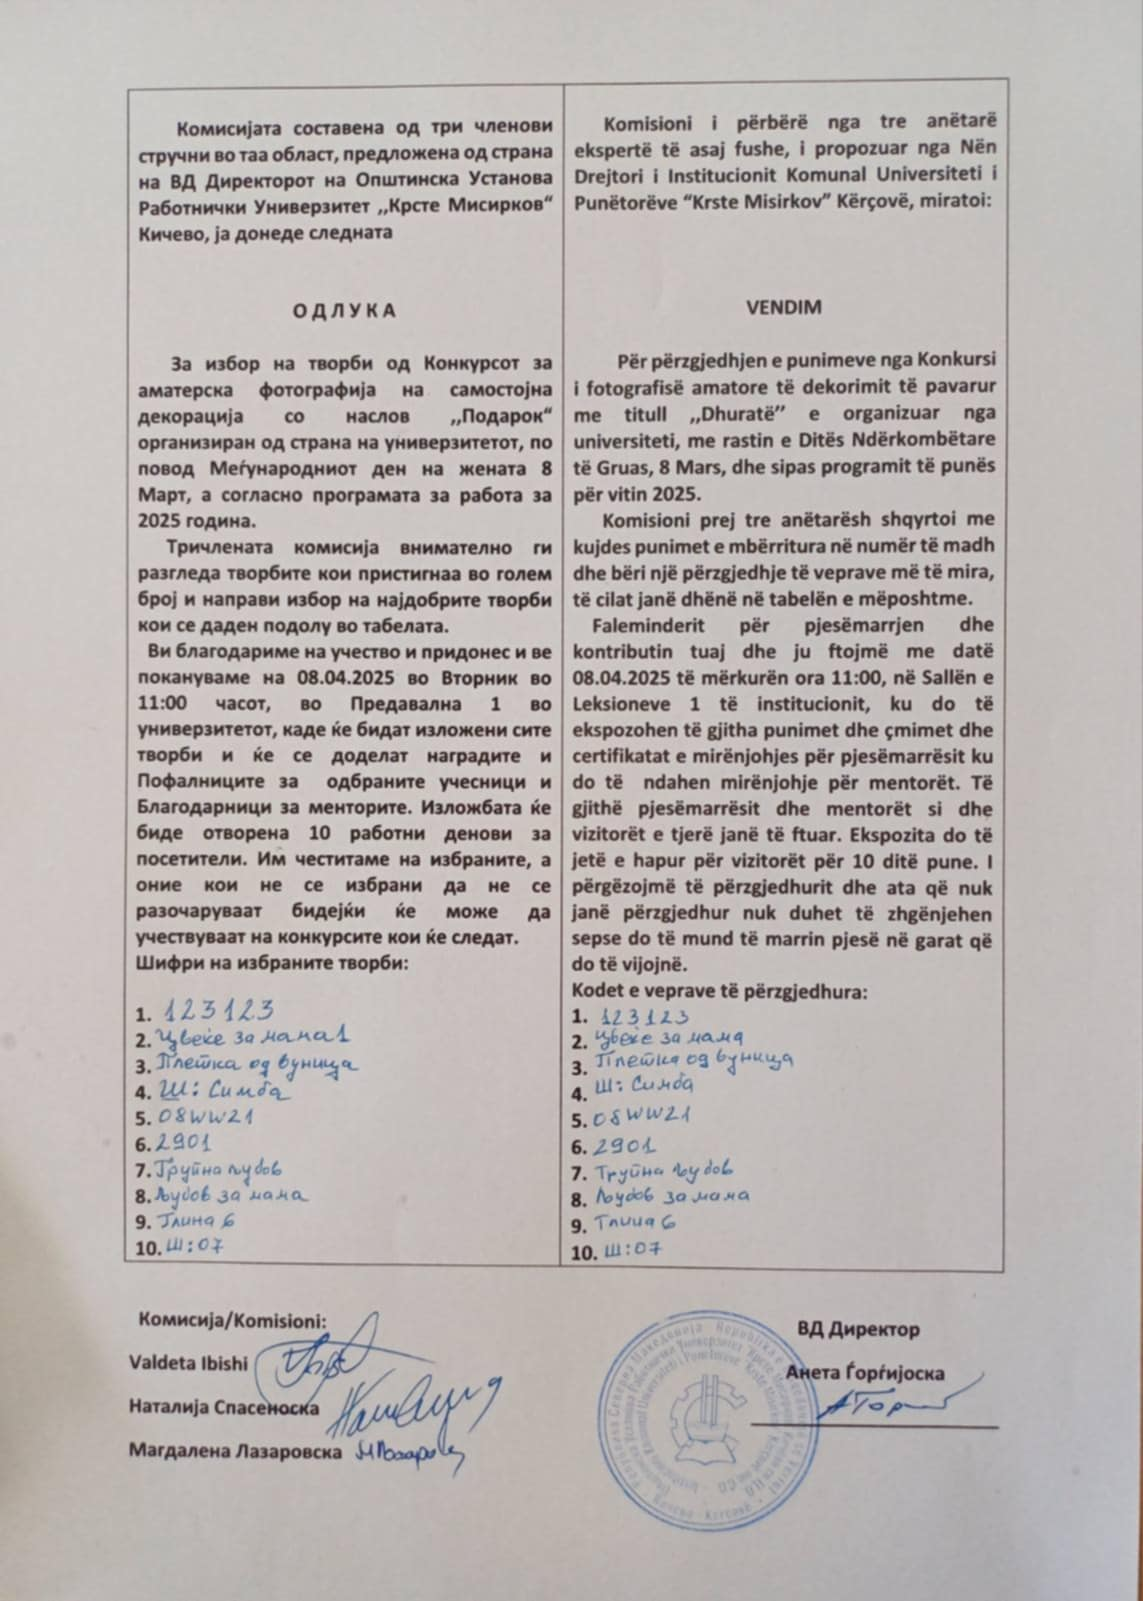 Комисијата составена од три членови
стручни во таа област, предложена од страна
на ВД Директорот на Општинска Установа
Работнички Универзитет ,,Крсте Мисирков“
Кичево, ја донеде следната
О Д Л У К А
За избор на творби од Конкурсот за
аматерска фотографија на самостојна
декорација со наслов ,,Подарок“
организиран од страна на универзитетот, по
повод Меѓународниот ден на жената 8
Март, а согласно програмата за работа за
2025 година.
Тричлената комисија внимателно ги
разгледа творбите кои пристигнаа во голем
број и направи избор на најдобрите творби
кои се даден подолу во табелата.
Ви благодариме на учество и придонес и ве
покануваме на 08.04.2025 во Вторник во
11:00 часот, во Предавална 1 во
универзитетот, каде ќе бидат изложени сите
творби и ќе се доделат наградите и
Пофалниците за одбраните учесници и
Благодарници за менторите. Изложбата ќе
биде отворена 10 работни денови за
посетители. Им честитаме на избраните, а
оние кои не се избрани да не се
разочаруваат бидејќи ќе може да
учествуваат на конкурсите кои ќе следат.
Шифри на избраните творби:
1. 123123
2. Цвеќе за мама1
3. Плетка од вуница
4. Ш: Симба
5. 08WW21
6. 2901
7. Групна љубов
8. Љубов за мама
9. Глина 6
10. Ш:07
Komisioni i përbërë nga tre anëtarë
ekspertë të asaj fushe, i propozuar nga Nën
Drejtori i Institucionit Komunal Universiteti i
Punëtorëve “Krste Misirkov” Kërçovë, miratoi:
VENDIM
Për përzgjedhjen e punimeve nga Konkursi
i fotografisë amatore të dekorimit të pavarur
me titull ,,Dhuratë” e organizuar nga
universiteti, me rastin e Ditës Ndërkombëtare
të Gruas, 8 Mars, dhe sipas programit të punës
për vitin 2025.
Komisioni prej tre anëtarësh shqyrtoi me
kujdes punimet e mbërritura në numër të madh
dhe bëri një përzgjedhje të veprave më të mira,
të cilat janë dhënë në tabelën e mëposhtme.
Faleminderit për pjesëmarrjen dhe
kontributin tuaj dhe ju ftojmë me datë
08.04.2025 të mërkurën ora 11:00, në Sallën e
Leksioneve 1 të institucionit, ku do të
ekspozohen të gjitha punimet dhe çmimet dhe
certifikatat e mirënjohjes për pjesëmarrësit ku
do të ndahen mirënjohje për mentorët. Të
gjithë pjesëmarrësit dhe mentorët si dhe
vizitorët e tjerë janë të ftuar. Ekspozita do të
jetë e hapur për vizitorët për 10 ditë pune. I
përgëzojmë të përzgjedhurit dhe ata që nuk
janë përzgjedhur nuk duhet të zhgënjehen
sepse do të mund të marrin pjesë në garat që
do të vijojnë.
Kodet e veprave të përzgjedhura:
1. 123123
2. Цвеќе за мама
3. Плетка од вуница
4. Ш: Симба
5. 08WW21
6. 2901
7. Групна љубов
8. Љубов за мама
9. Глина 6
10. Ш:07
Комисија/Komisioni:
Valdeta Ibishi
Наталија Спасеноска
Магдалена Лазаровска
ВД Директор
Анета Ѓорѓијоска